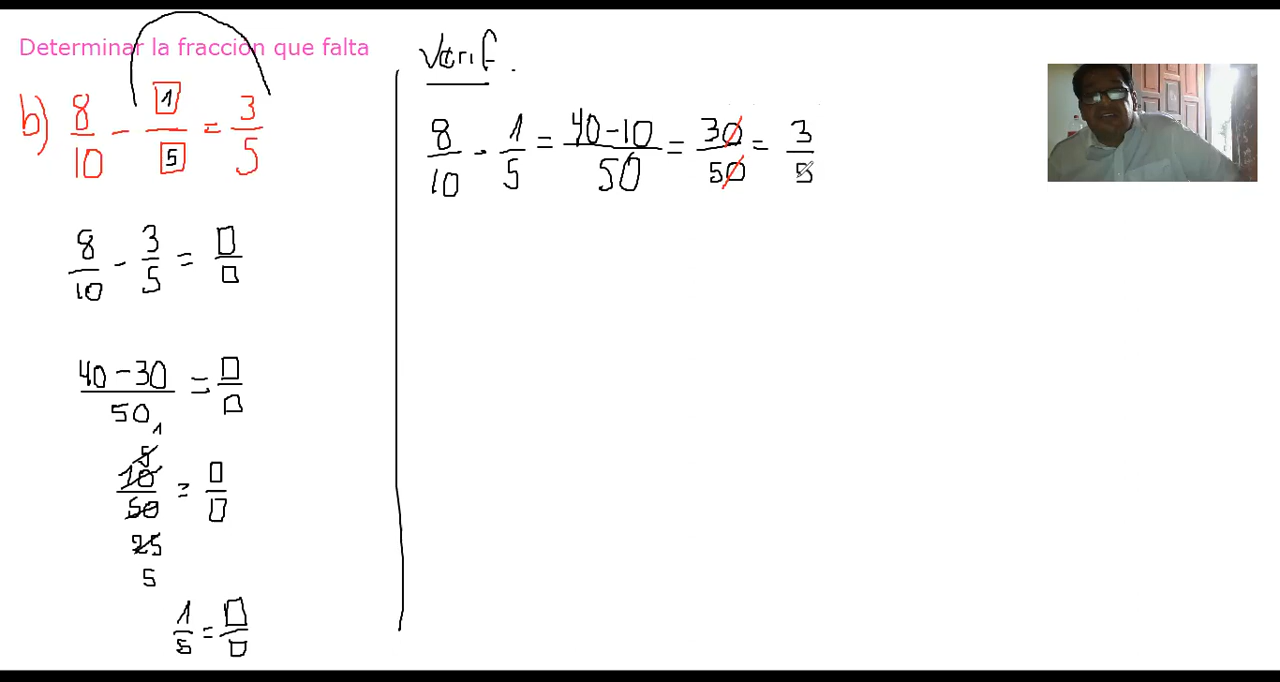 Determinar la fracción que falta
b) 8/10 - 1/5 = 3/5
8/10 - 3/5 = □/□
40-30/50 = □/□
1
5
10/50 = □/□
25
5
1/5 = □/□
Verif.
8/10 - 1/5 = 40-10/50 = 30/50 = 3/5